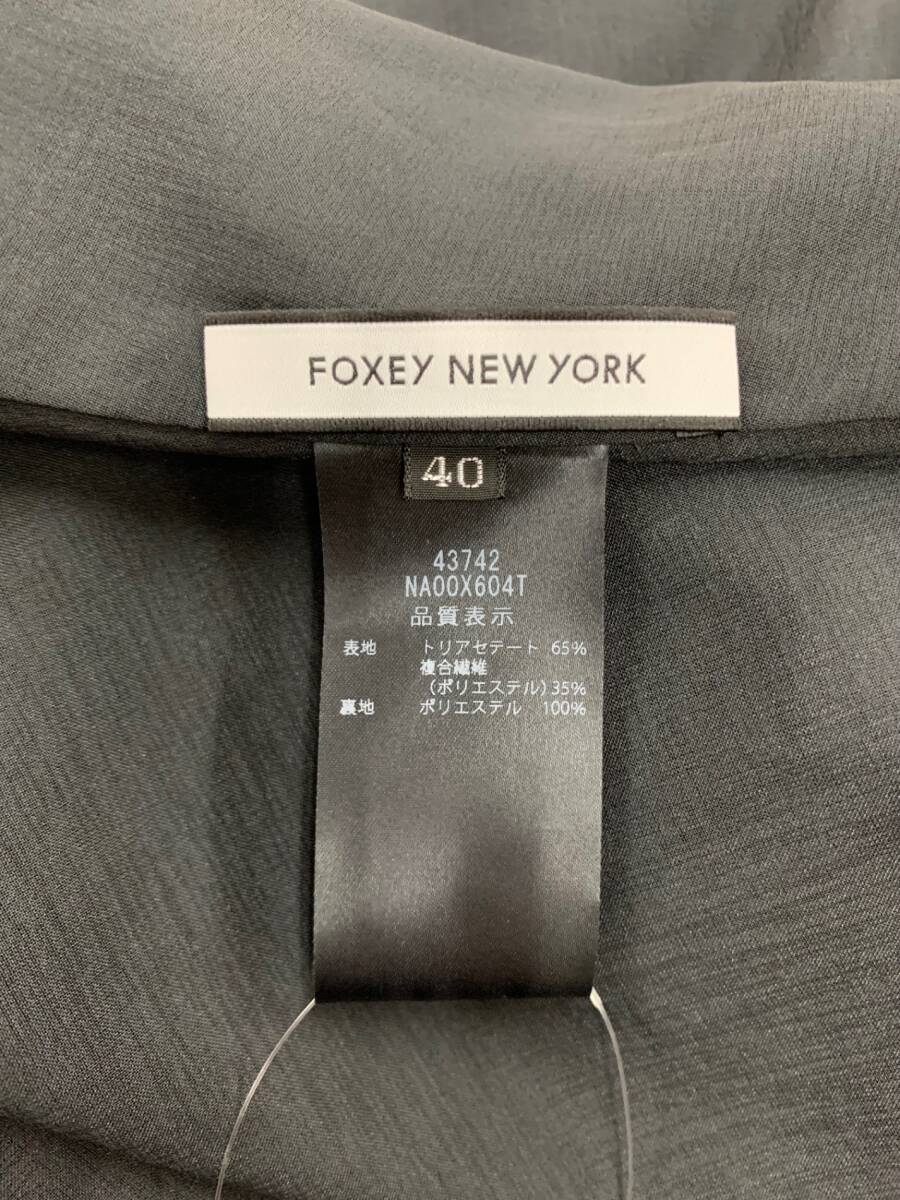 FOXEY NEW YORK
40
43742
NA00X604T
品質表示
表地 トリアセテート 65%
複合繊維
(ポリエステル)35%
裏地 ポリエステル 100%